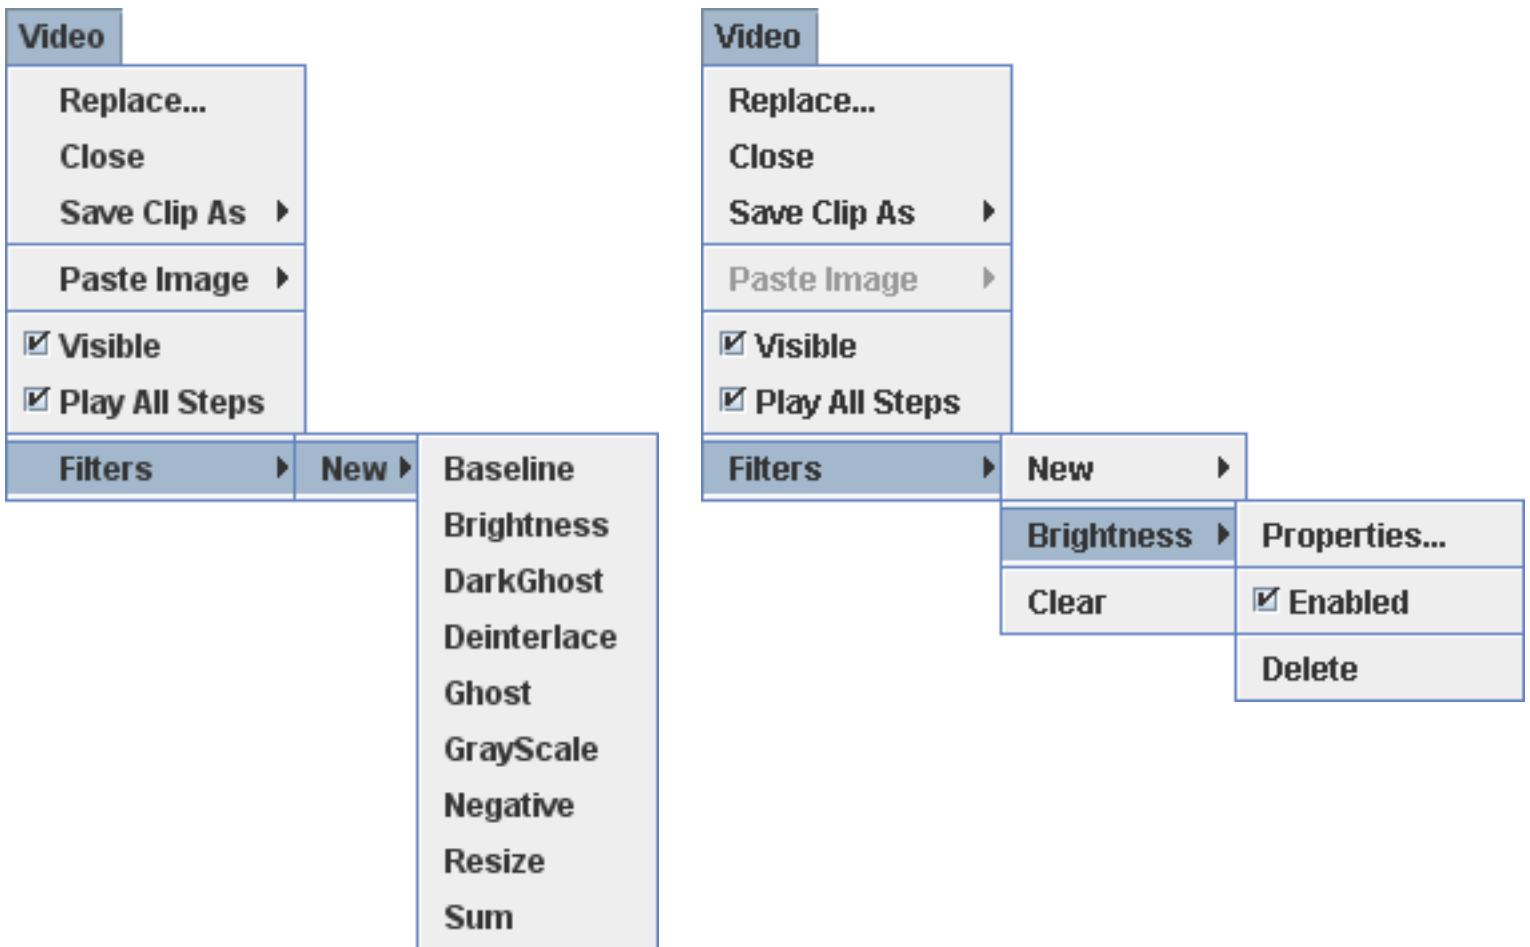 Video
Replace...
Close
Save Clip As
Paste Image
Visible
Play All Steps
Filters
New
Baseline
Brightness
DarkGhost
Deinterlace
Ghost
GrayScale
Negative
Resize
Sum
Video
Replace...
Close
Save Clip As
Paste Image
Visible
Play All Steps
Filters
New
Brightness
Clear
Properties...
Enabled
Delete